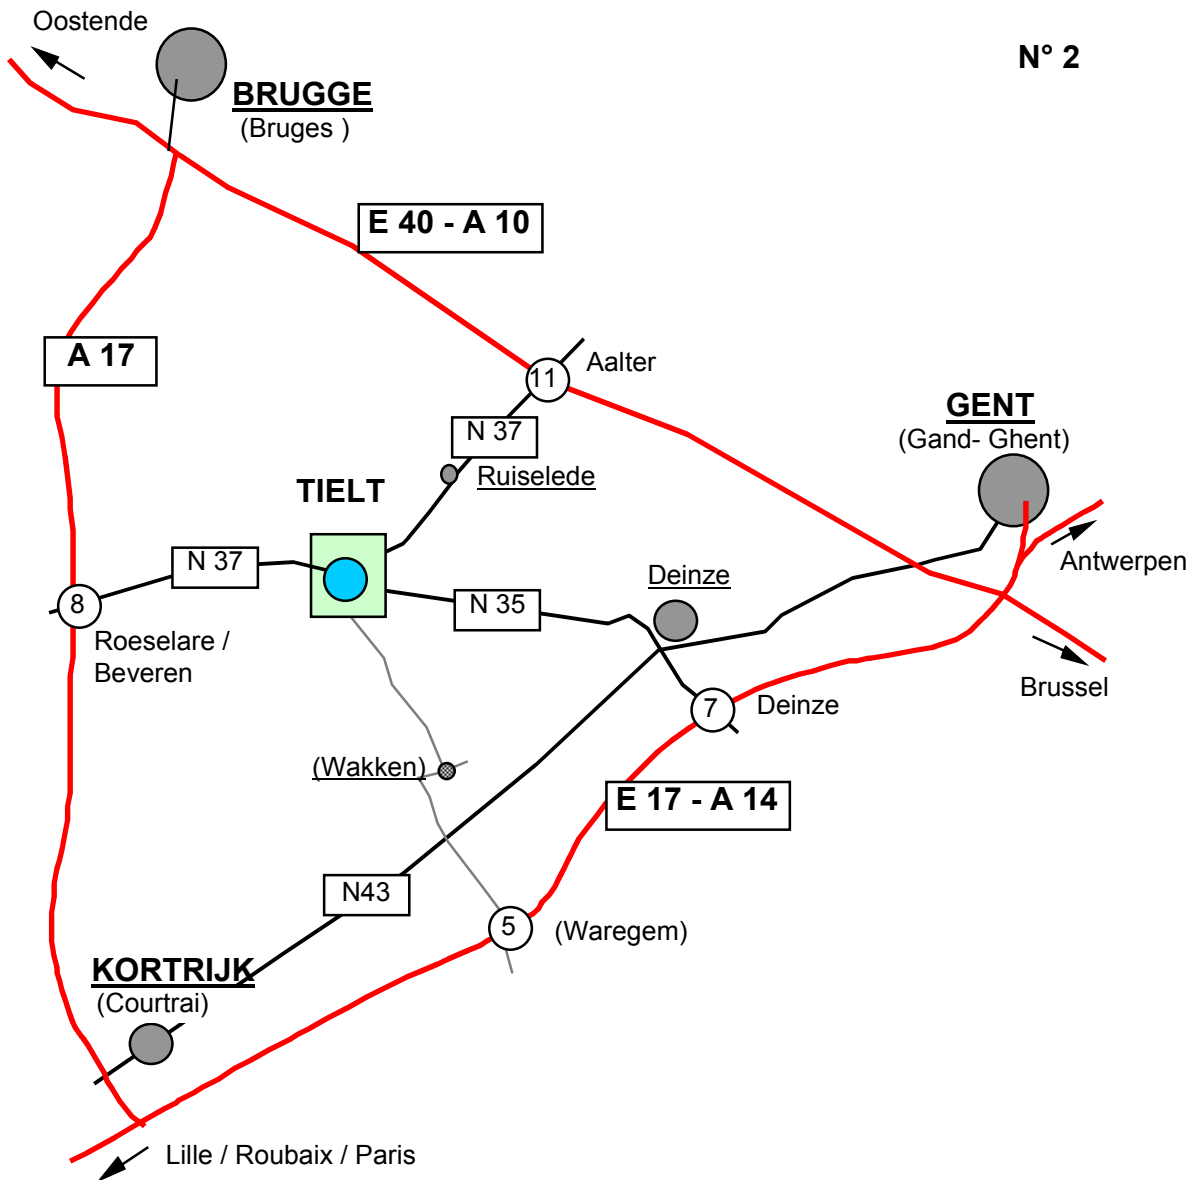 Oostende
N° 2
BRUGGE
(Bruges )
E 40 - A 10
A 17
11
Aalter
GENT
(Gand- Ghent)
N 37
Ruiselede
TIELT
Antwerpen
N 37
Deinze
8
N 35
Roeselare /
Beveren
Brussel
7
Deinze
(Wakken)
E 17 - A 14
N43
5
(Waregem)
KORTRIJK
(Courtrai)
Lille / Roubaix / Paris